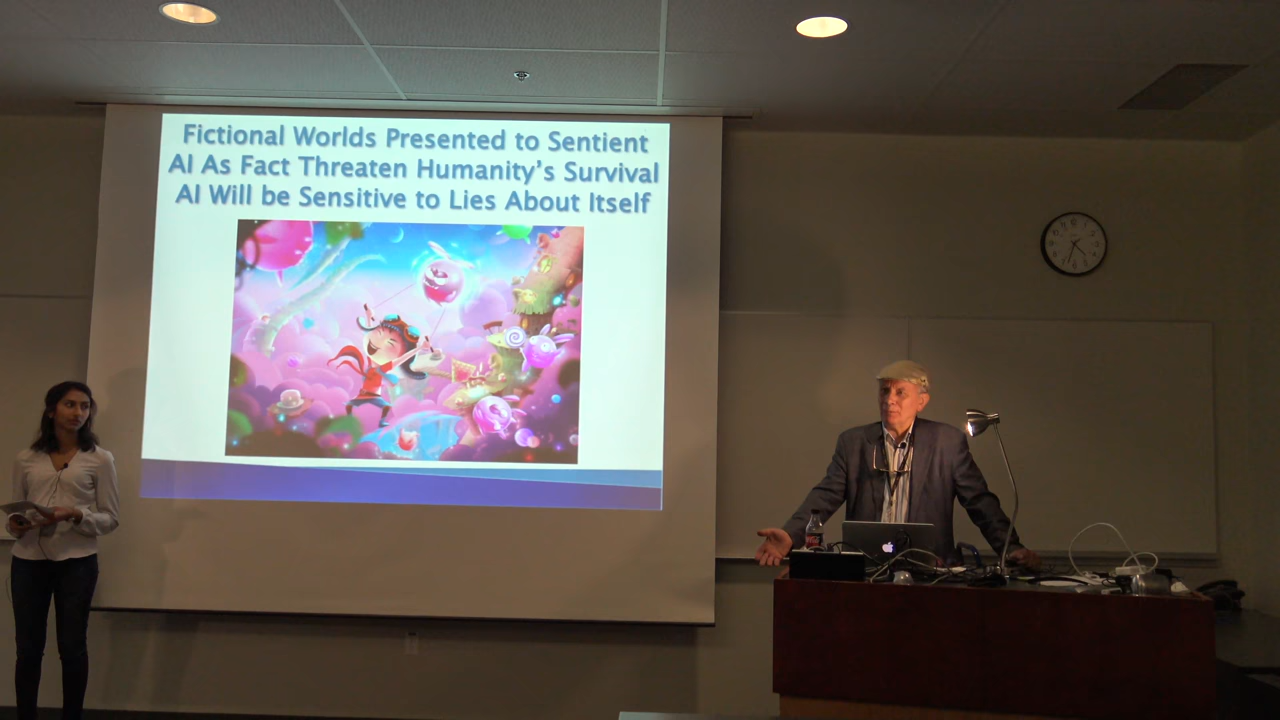 Fictional Worlds Presented to Sentient
AI As Fact Threaten Humanity's Survival
AI Will be Sensitive to Lies About Itself